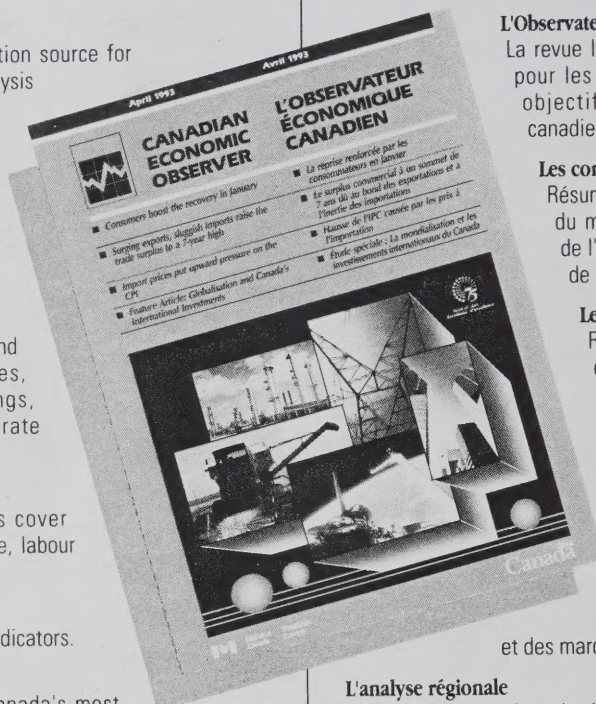 tion source for
ysis
nd
es,
ngs,
rate
s cover
e, labour
dicators.
anada's most
April 1993
Avril 1993
CANADIAN
ECONOMIC
OBSERVER
L'OBSERVATEUR
ÉCONOMIQUE
CANADIEN
■ Consumers boost the recovery in January
■ Surging exports, sluggish imports raise the
trade surplus to a 7-year high
■ Import prices put upward pressure on the
CPI
■ Feature Article: Globalisation and Canada's
International Investments
■ La reprise renforcée par les
consommateurs en janvier
■ Le surplus commercial à un sommet de
7 ans dû au bond des exportations et à
l'inertie des importations
■ Hausse de l'IPC causée par les prix à
l'importation
■ Étude spéciale : La mondialisation et les
investissements internationaux du Canada
75
Canada
L'Observate
La revue l
pour les
objectif
canadie
Les con
Résur
du m
de l'
de
Le
F
et des marc
L'analyse régionale